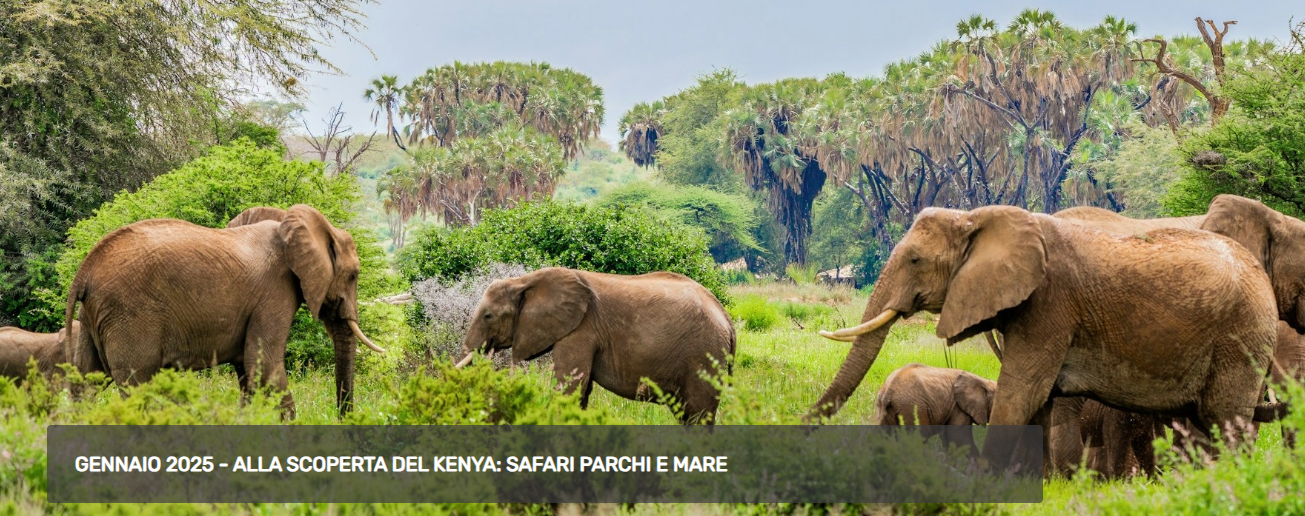 GENNAIO 2025 - ALLA SCOPERTA DEL KENYA: SAFARI PARCHI E MARE